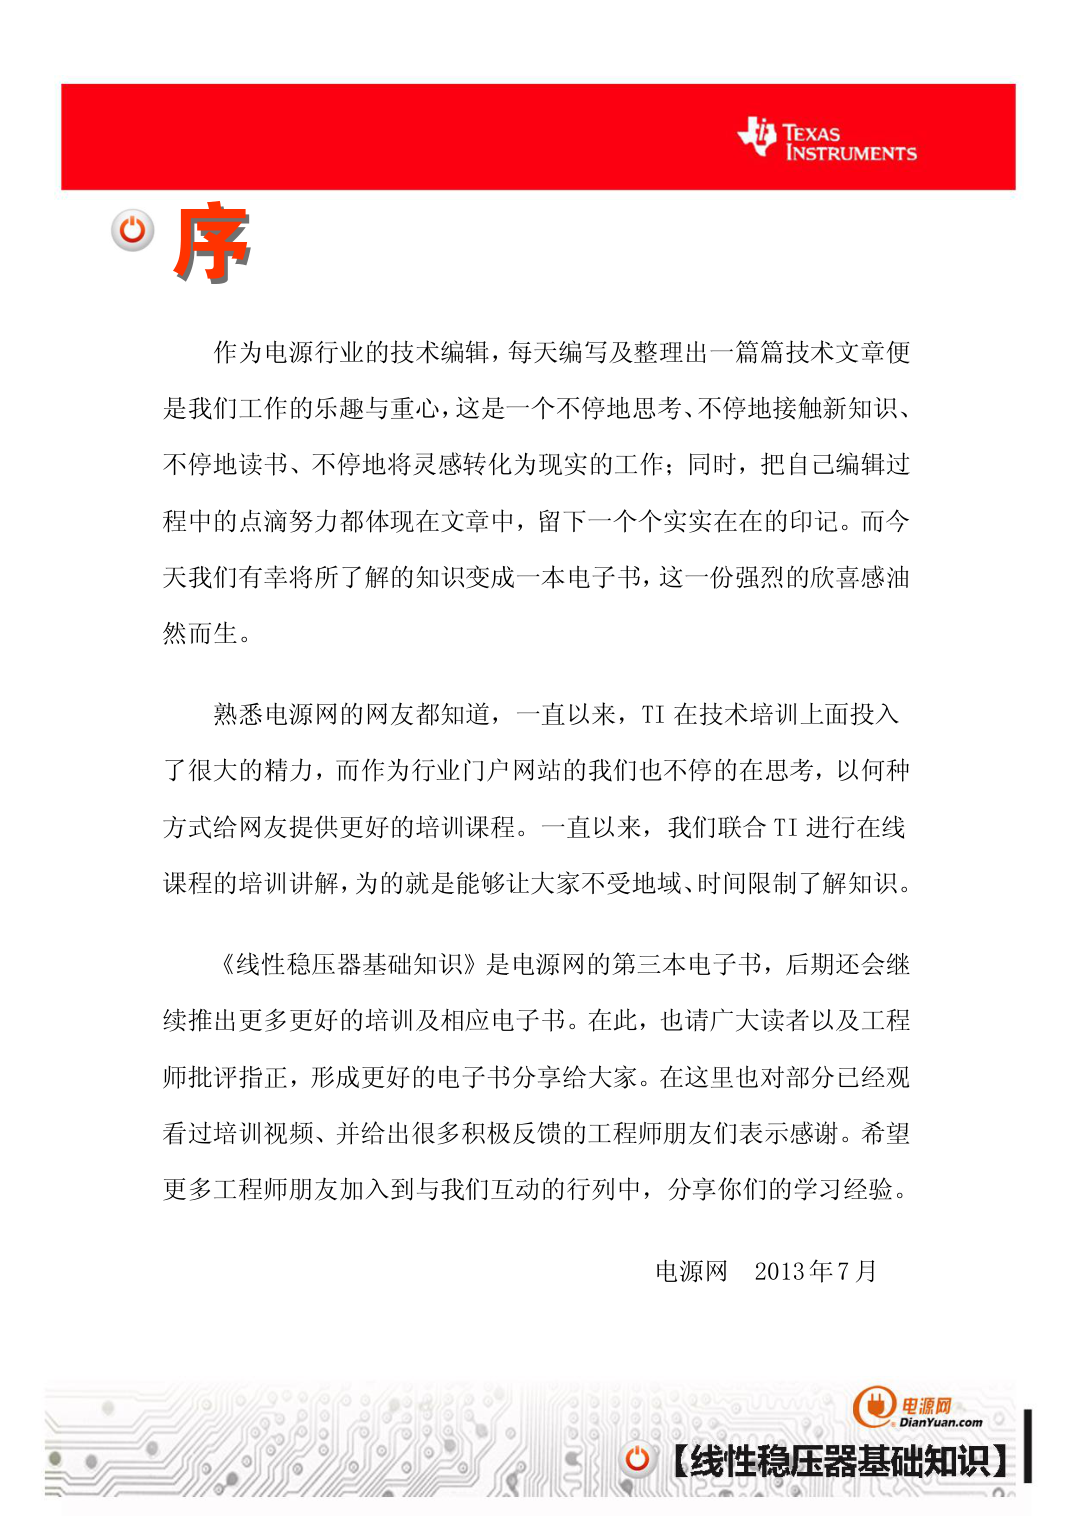 TEXAS
INSTRUMENTS
序
作为电源行业的技术编辑，每天编写及整理出一篇篇技术文章便
是我们工作的乐趣与重心，这是一个不停地思考、不停地接触新知识、
不停地读书、不停地将灵感转化为现实的工作；同时，把自己编辑过
程中的点滴努力都体现在文章中，留下一个个实实在在的印记。而今
天我们有幸将所了解的知识变成一本电子书，这一份强烈的欣喜感油
然而生。
熟悉电源网的网友都知道，一直以来，TI 在技术培训上面投入
了很大的精力，而作为行业门户网站的我们也不停的在思考，以何种
方式给网友提供更好的培训课程。一直以来，我们联合 TI 进行在线
课程的培训讲解，为的就是能够让大家不受地域、时间限制了解知识。
《线性稳压器基础知识》是电源网的第三本电子书，后期还会继
续推出更多更好的培训及相应电子书。在此，也请广大读者以及工程
师批评指正，形成更好的电子书分享给大家。在这里也对部分已经观
看过培训视频、并给出很多积极反馈的工程师朋友们表示感谢。希望
更多工程师朋友加入到与我们互动的行列中，分享你们的学习经验。
电源网 2013年7月
电源网
DianYuan.com
【线性稳压器基础知识】